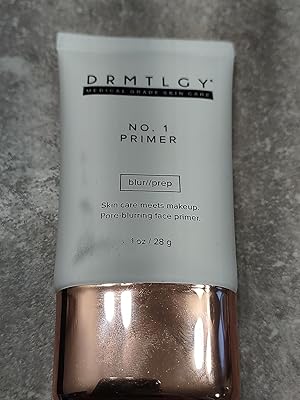 DRMTLGY®
MEDICAL GRADE SKIN CARE
NO. 1
PRIMER
blur//prep
Skin care meets makeup.
Pore-blurring face primer.
1 oz / 28 g